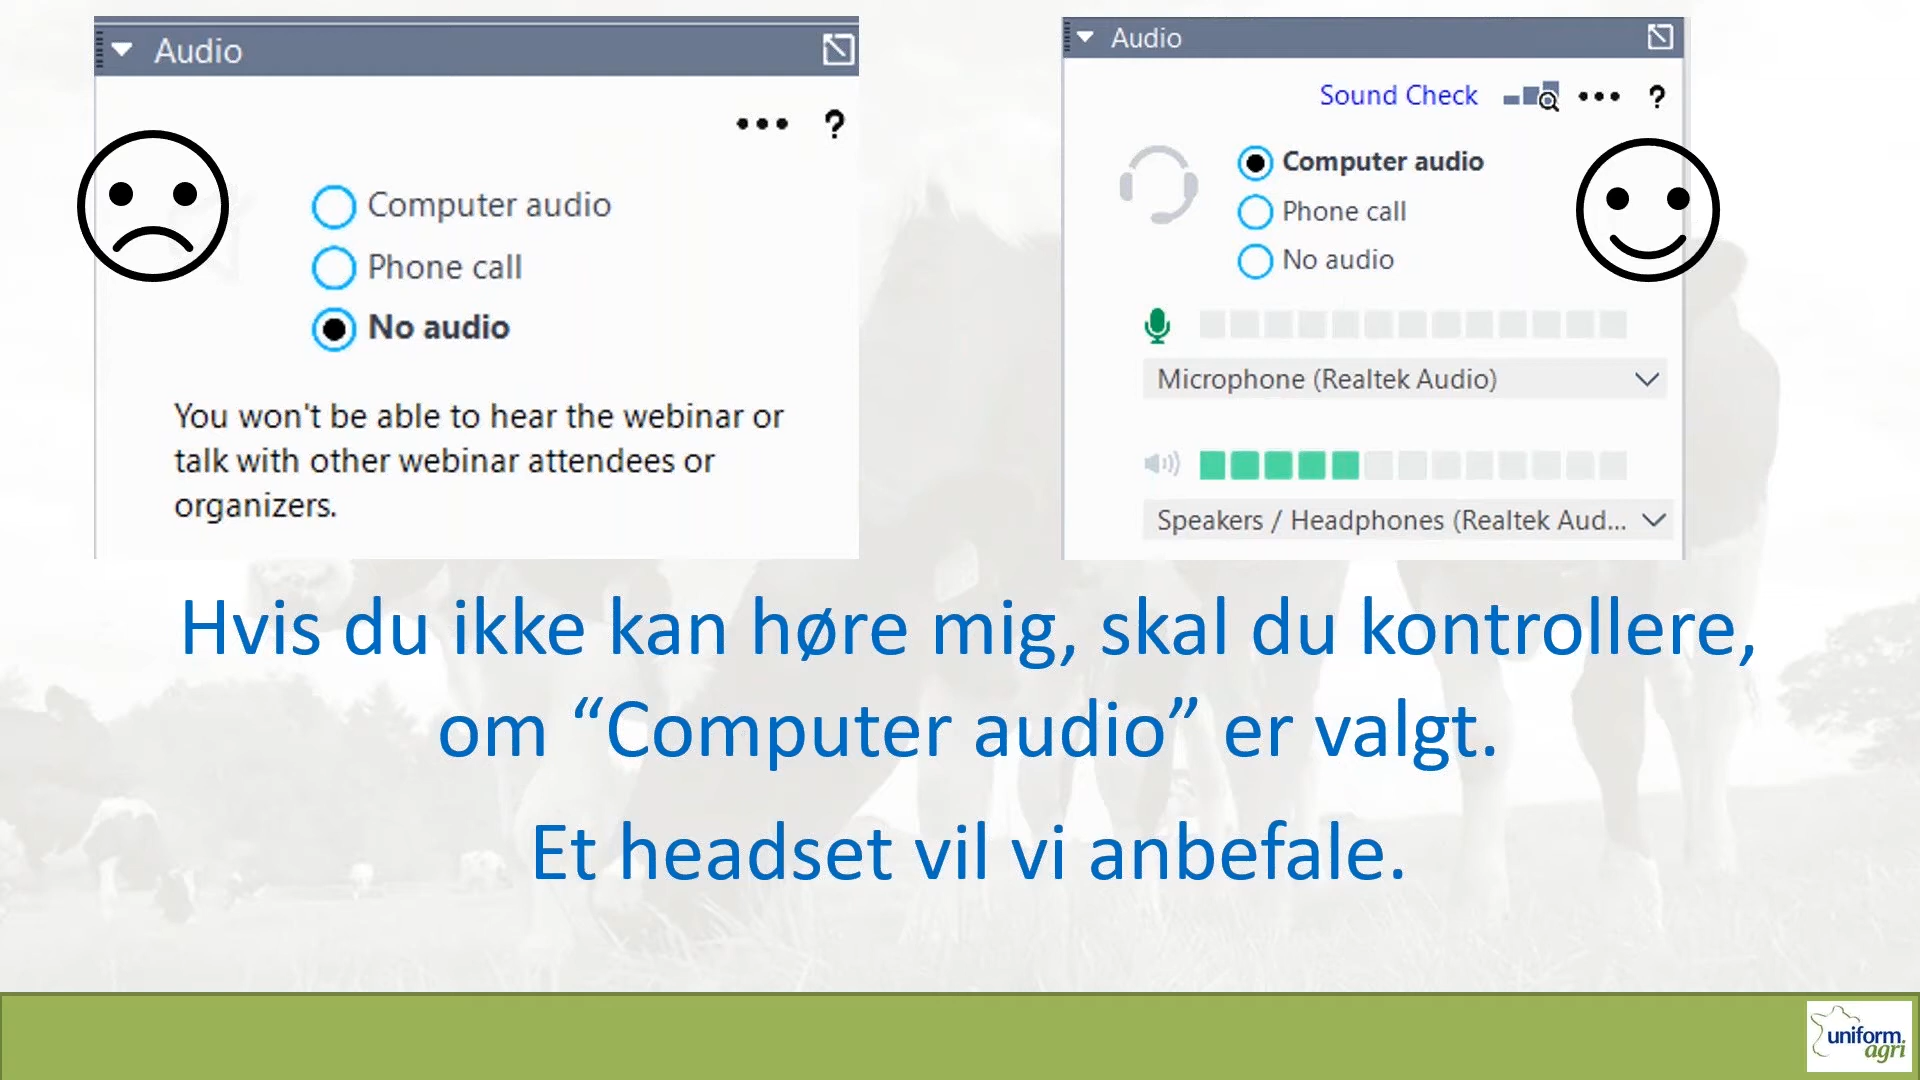 Audio
?
Computer audio
Phone call
No audio
You won't be able to hear the webinar or
talk with other webinar attendees or
organizers.
Audio
Sound Check
?
Computer audio
Phone call
No audio
Microphone (Realtek Audio)
Speakers / Headphones (Realtek Aud...
Hvis du ikke kan høre mig, skal du kontrollere,
om “Computer audio” er valgt.
Et headset vil vi anbefale.
uniform.
agri